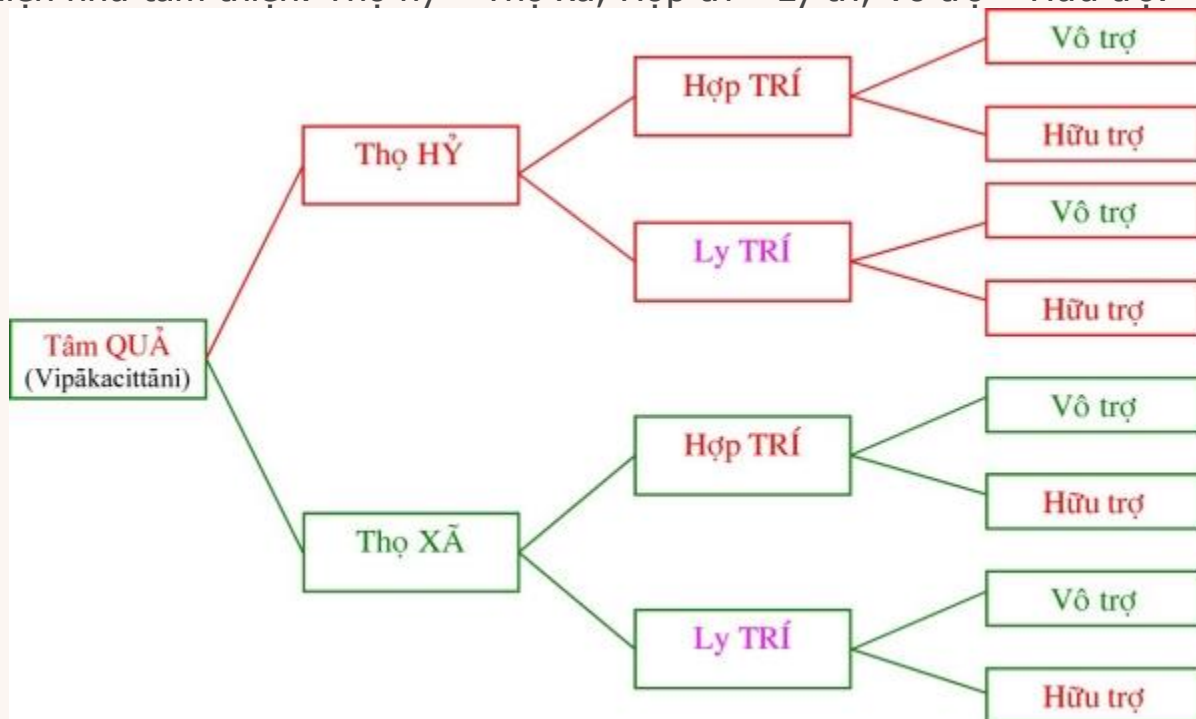 Vô trợ
Hợp TRÍ
Hữu trợ
Thọ HỶ
Vô trợ
Ly TRÍ
Hữu trợ
Tâm QUẢ
(Vipākacittāni)
Vô trợ
Hợp TRÍ
Hữu trợ
Thọ XÃ
Vô trợ
Ly TRÍ
Hữu trợ